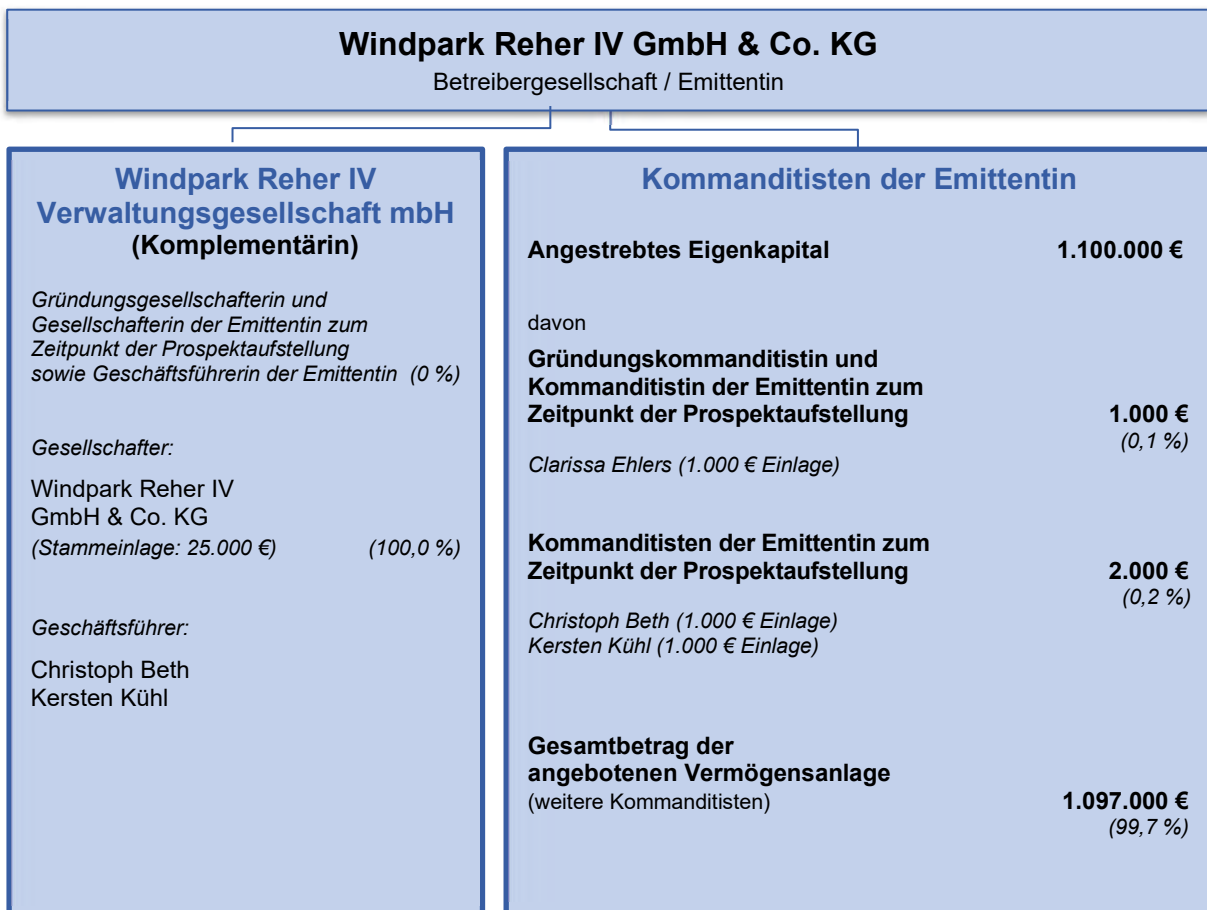 Windpark Reher IV GmbH & Co. KG
Betreibergesellschaft / Emittentin
Windpark Reher IV
Verwaltungsgesellschaft mbH
(Komplementärin)
Gründungsgesellschafterin und
Gesellschafterin der Emittentin zum
Zeitpunkt der Prospektaufstellung
sowie Geschäftsführerin der Emittentin (0 %)
Gesellschafter:
Windpark Reher IV
GmbH & Co. KG
(Stammeinlage: 25.000 €) (100,0 %)
Geschäftsführer:
Christoph Beth
Kersten Kühl
Kommanditisten der Emittentin
Angestrebtes Eigenkapital 1.100.000 €
davon
Gründungskommanditistin und
Kommanditistin der Emittentin zum
Zeitpunkt der Prospektaufstellung 1.000 €
(0,1 %)
Clarissa Ehlers (1.000 € Einlage)
Kommanditisten der Emittentin zum
Zeitpunkt der Prospektaufstellung 2.000 €
(0,2 %)
Christoph Beth (1.000 € Einlage)
Kersten Kühl (1.000 € Einlage)
Gesamtbetrag der
angebotenen Vermögensanlage
(weitere Kommanditisten) 1.097.000 €
(99,7 %)